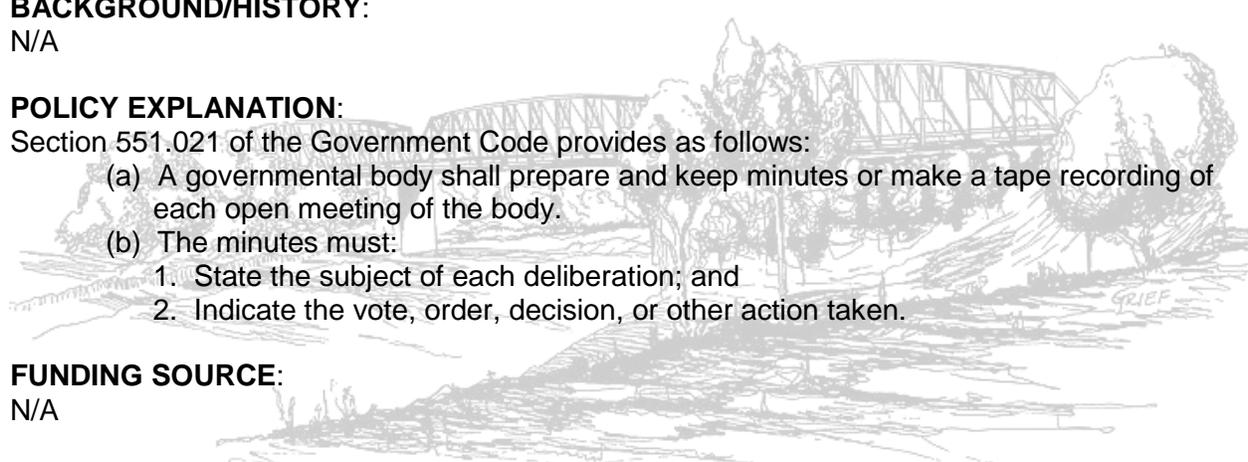 BACKGROUND/HISTORY:
N/A
POLICY EXPLANATION:
Section 551.021 of the Government Code provides as follows:
(a) A governmental body shall prepare and keep minutes or make a tape recording of
each open meeting of the body.
(b) The minutes must:
1. State the subject of each deliberation; and
2. Indicate the vote, order, decision, or other action taken.
GRIEF
FUNDING SOURCE:
N/A